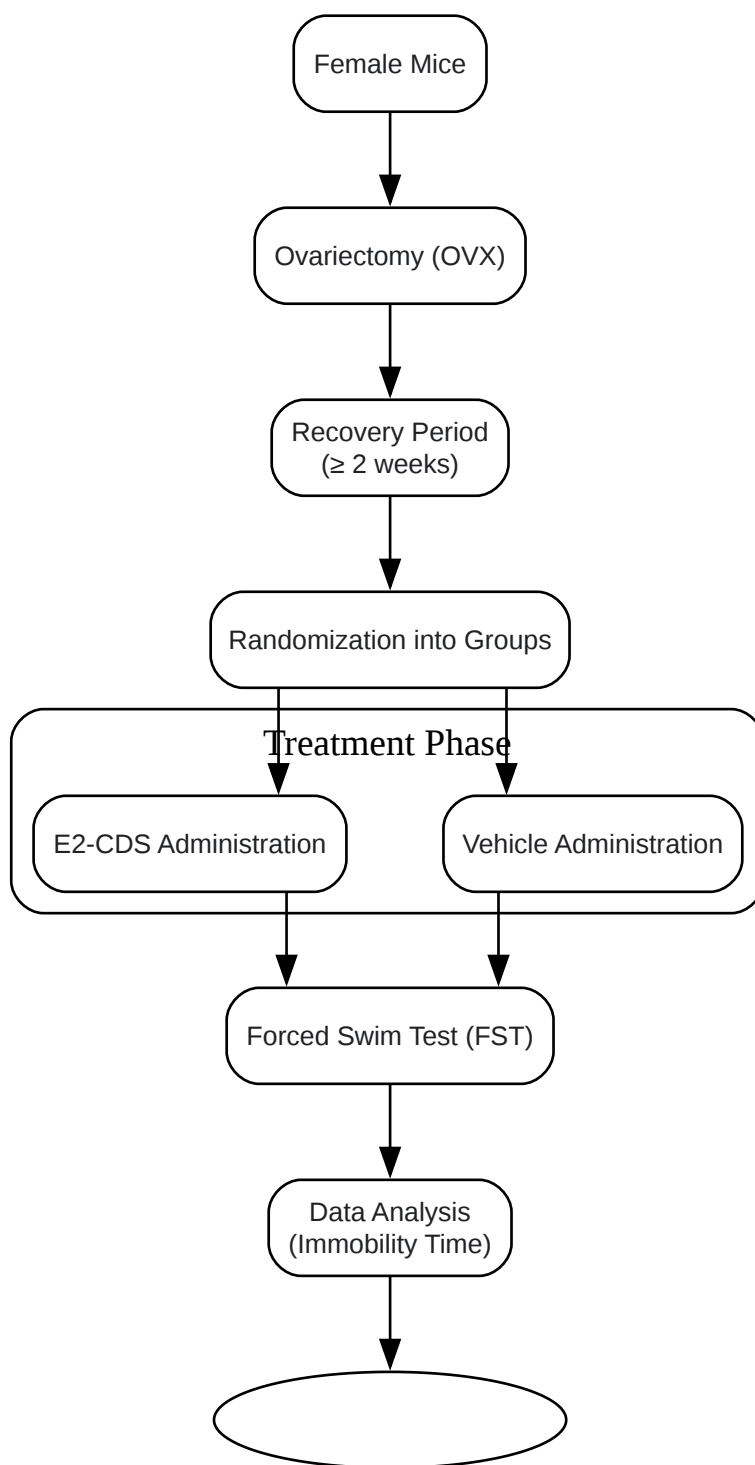 Female Mice
Ovariectomy (OVX)
Recovery Period
(≥ 2 weeks)
Randomization into Groups
Treatment Phase
E2-CDS Administration
Vehicle Administration
Forced Swim Test (FST)
Data Analysis
(Immobility Time)